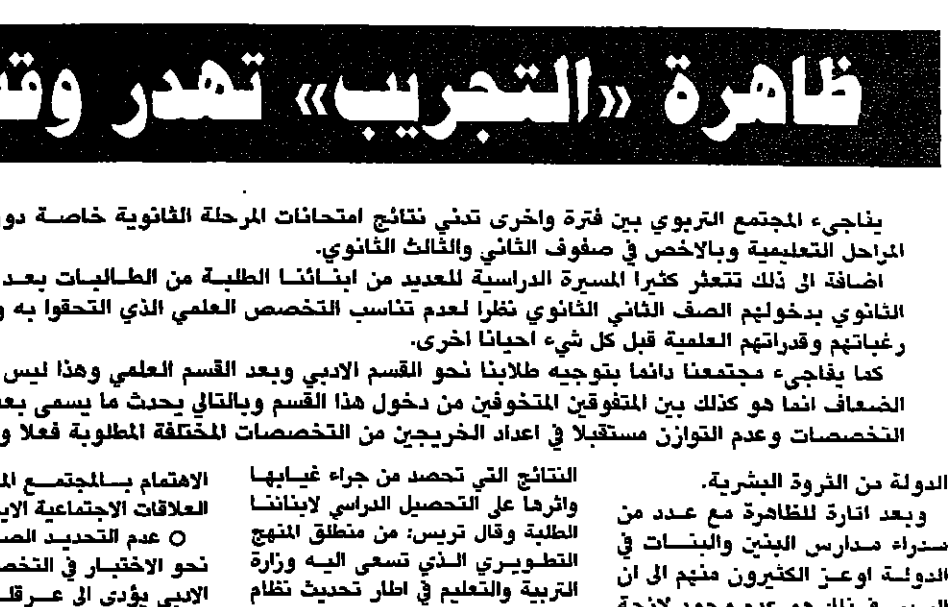 ظاهرة «التجريب» تهدر
يفاجىء المجتمع التربوي بين فترة واخرى تدني نتائج امتحانات المرحلة الثانوية خاصة
المراحل التعليمية وبالاخص في صفوف الثاني والثالث الثانوي.
اضافة الى ذلك تتعثر كثيرا المسيرة الدراسية للعديد من ابنائنا الطلبة من الطالبات بعد
الثانوي بدخولهم الصف الثاني الثانوي نظرا لعدم تناسب التخصص العلمي الذي التحقوا به
رغباتهم وقدراتهم العلمية قبل كل شيء احيانا اخرى.
كما يفاجىء مجتمعنا دائما بتوجيه طلابنا نحو القسم الادبي وبعد القسم العلمي وهذا ليس
الضعاف انما هو كذلك بين المتفوقين المتخوفين من دخول هذا القسم وبالتالي يحدث ما يسمى
التخصصات وعدم التوازن مستقبلا في اعداد الخريجين من التخصصات المختلفة المطلوبة فعلا
الدولة من الثروة البشرية.
وبعد اثارة للظاهرة مع عدد من
مدراء مدارس البنين والبنات في
الدولة اوعز الكثيرون منهم الى ان
السبب في ذلك هو عدم وجود لائحة
النتائج التي تحصد من جراء غيابها
واثرها على التحصيل الدراسي لابنائنا
الطلبة وقال تريس: من منطلق المنهج
التطويري الذي تسعى اليه وزارة
التربية والتعليم في اطار تحديث نظام
الاهتمام بالمجتمع
العلاقات الاجتماعية
○ عدم التحديد
نحو الاختبار في
الادبي يؤدي الى